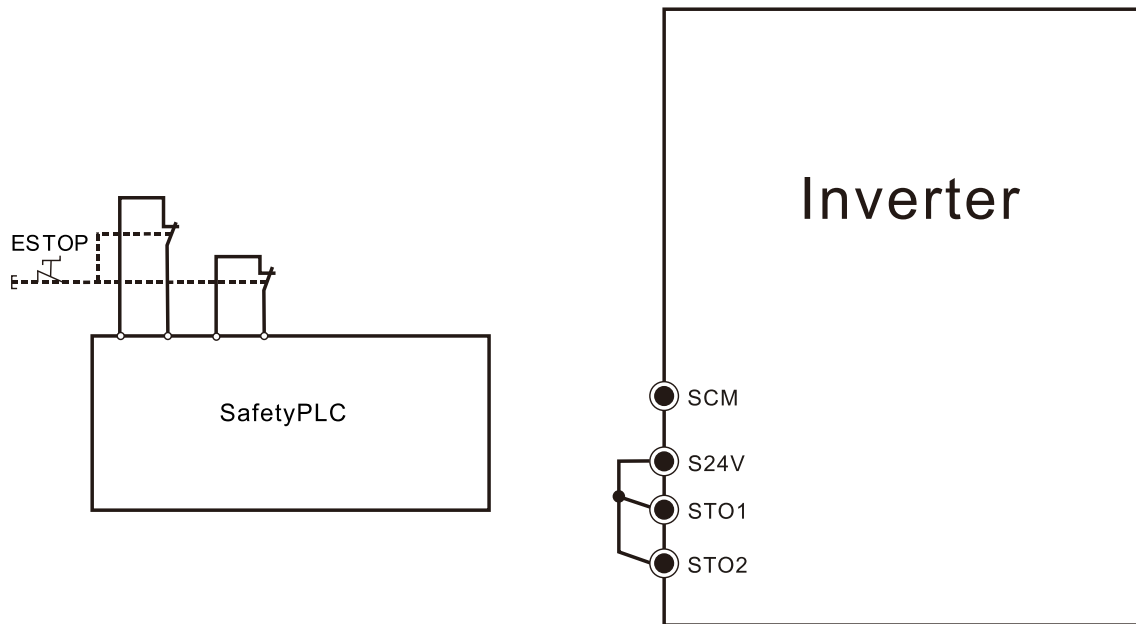 Inverter
ESTOP
SafetyPLC
SCM
S24V
STO1
STO2